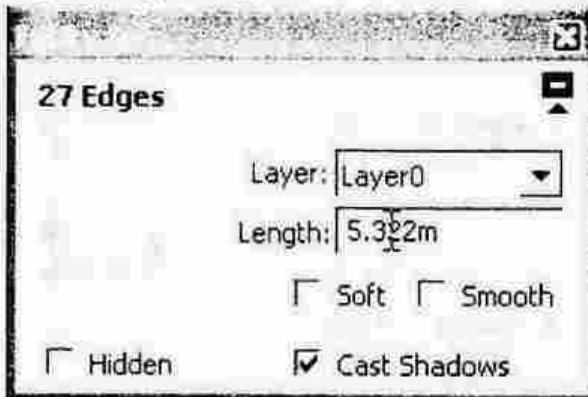 27 Edges
Layer: Layer0
Length:
Soft Smooth
Hidden Cast Shadows